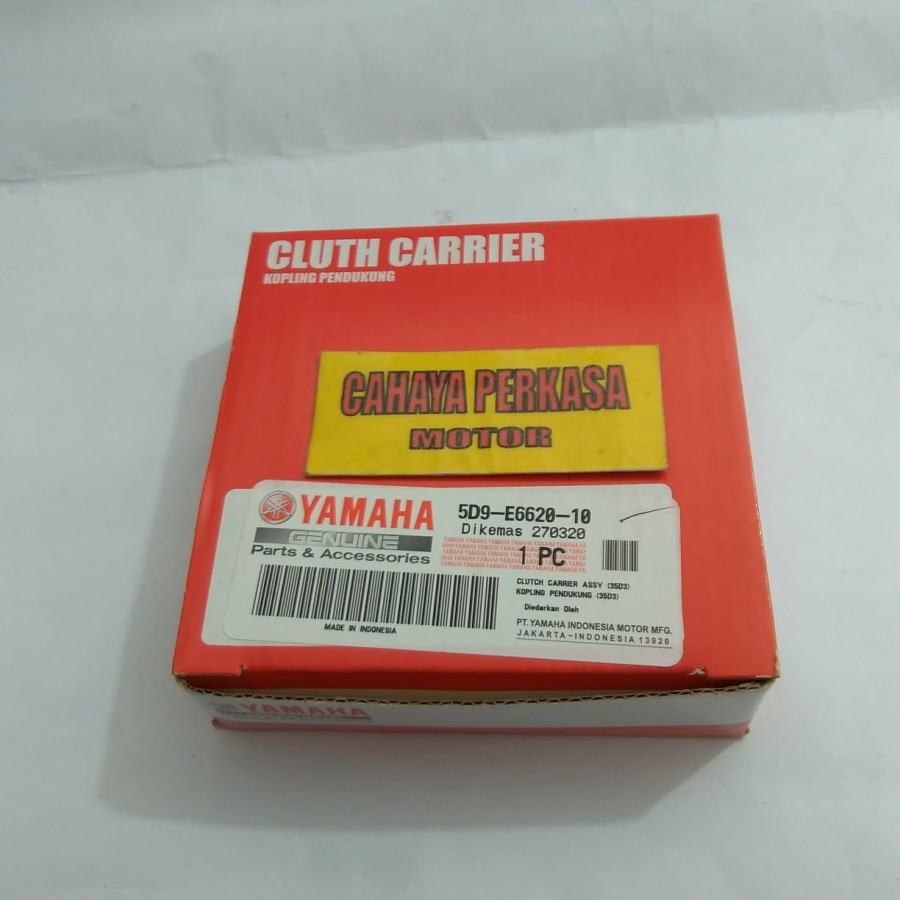 CLUTH CARRIER
KOPLING PENDUKUNG
CAHAYA PERKASA
MOTOR
YAMAHA
GENUINE
Parts & Accessories
MADE IN INDONESIA
5D9-E6620-10
Dikemas 270320
1 PC
CLUTCH CARRIER ASSY (35D3)
KOPLING PENDUKUNG (35D3)
Diedarkan Oleh
PT. YAMAHA INDONESIA MOTOR MFG.
JAKARTA-INDONESIA 13920
YAMAHA